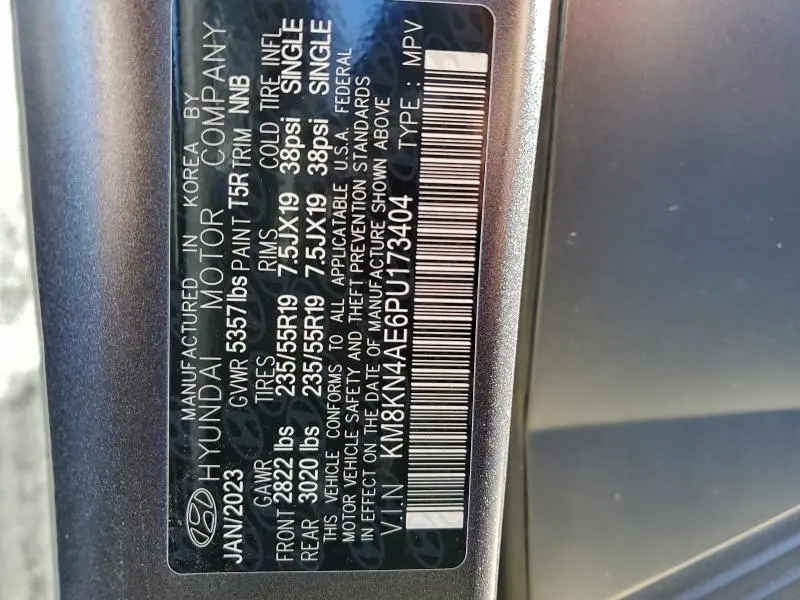 MANUFACTURED IN KOREA BY
HYUNDAI MOTOR COMPANY
JAN/2023 GVWR 5357lbs PAINT T5R TRIM NNB
GAWR TIRES RIMS COLD TIRE INFL
FRONT 2822 lbs 235/55R19 7.5JX19 38psi SINGLE
REAR 3020 lbs 235/55R19 7.5JX19 38psi SINGLE
THIS VEHICLE CONFORMS TO ALL APPLICATABLE U.S.A. FEDERAL
MOTOR VEHICLE SAFETY AND THEFT PREVENTION STANDARDS
IN EFFECT ON THE DATE OF MANUFACTURE SHOWN ABOVE
V.I.N KM8KN4AE6PU173404 TYPE : MPV